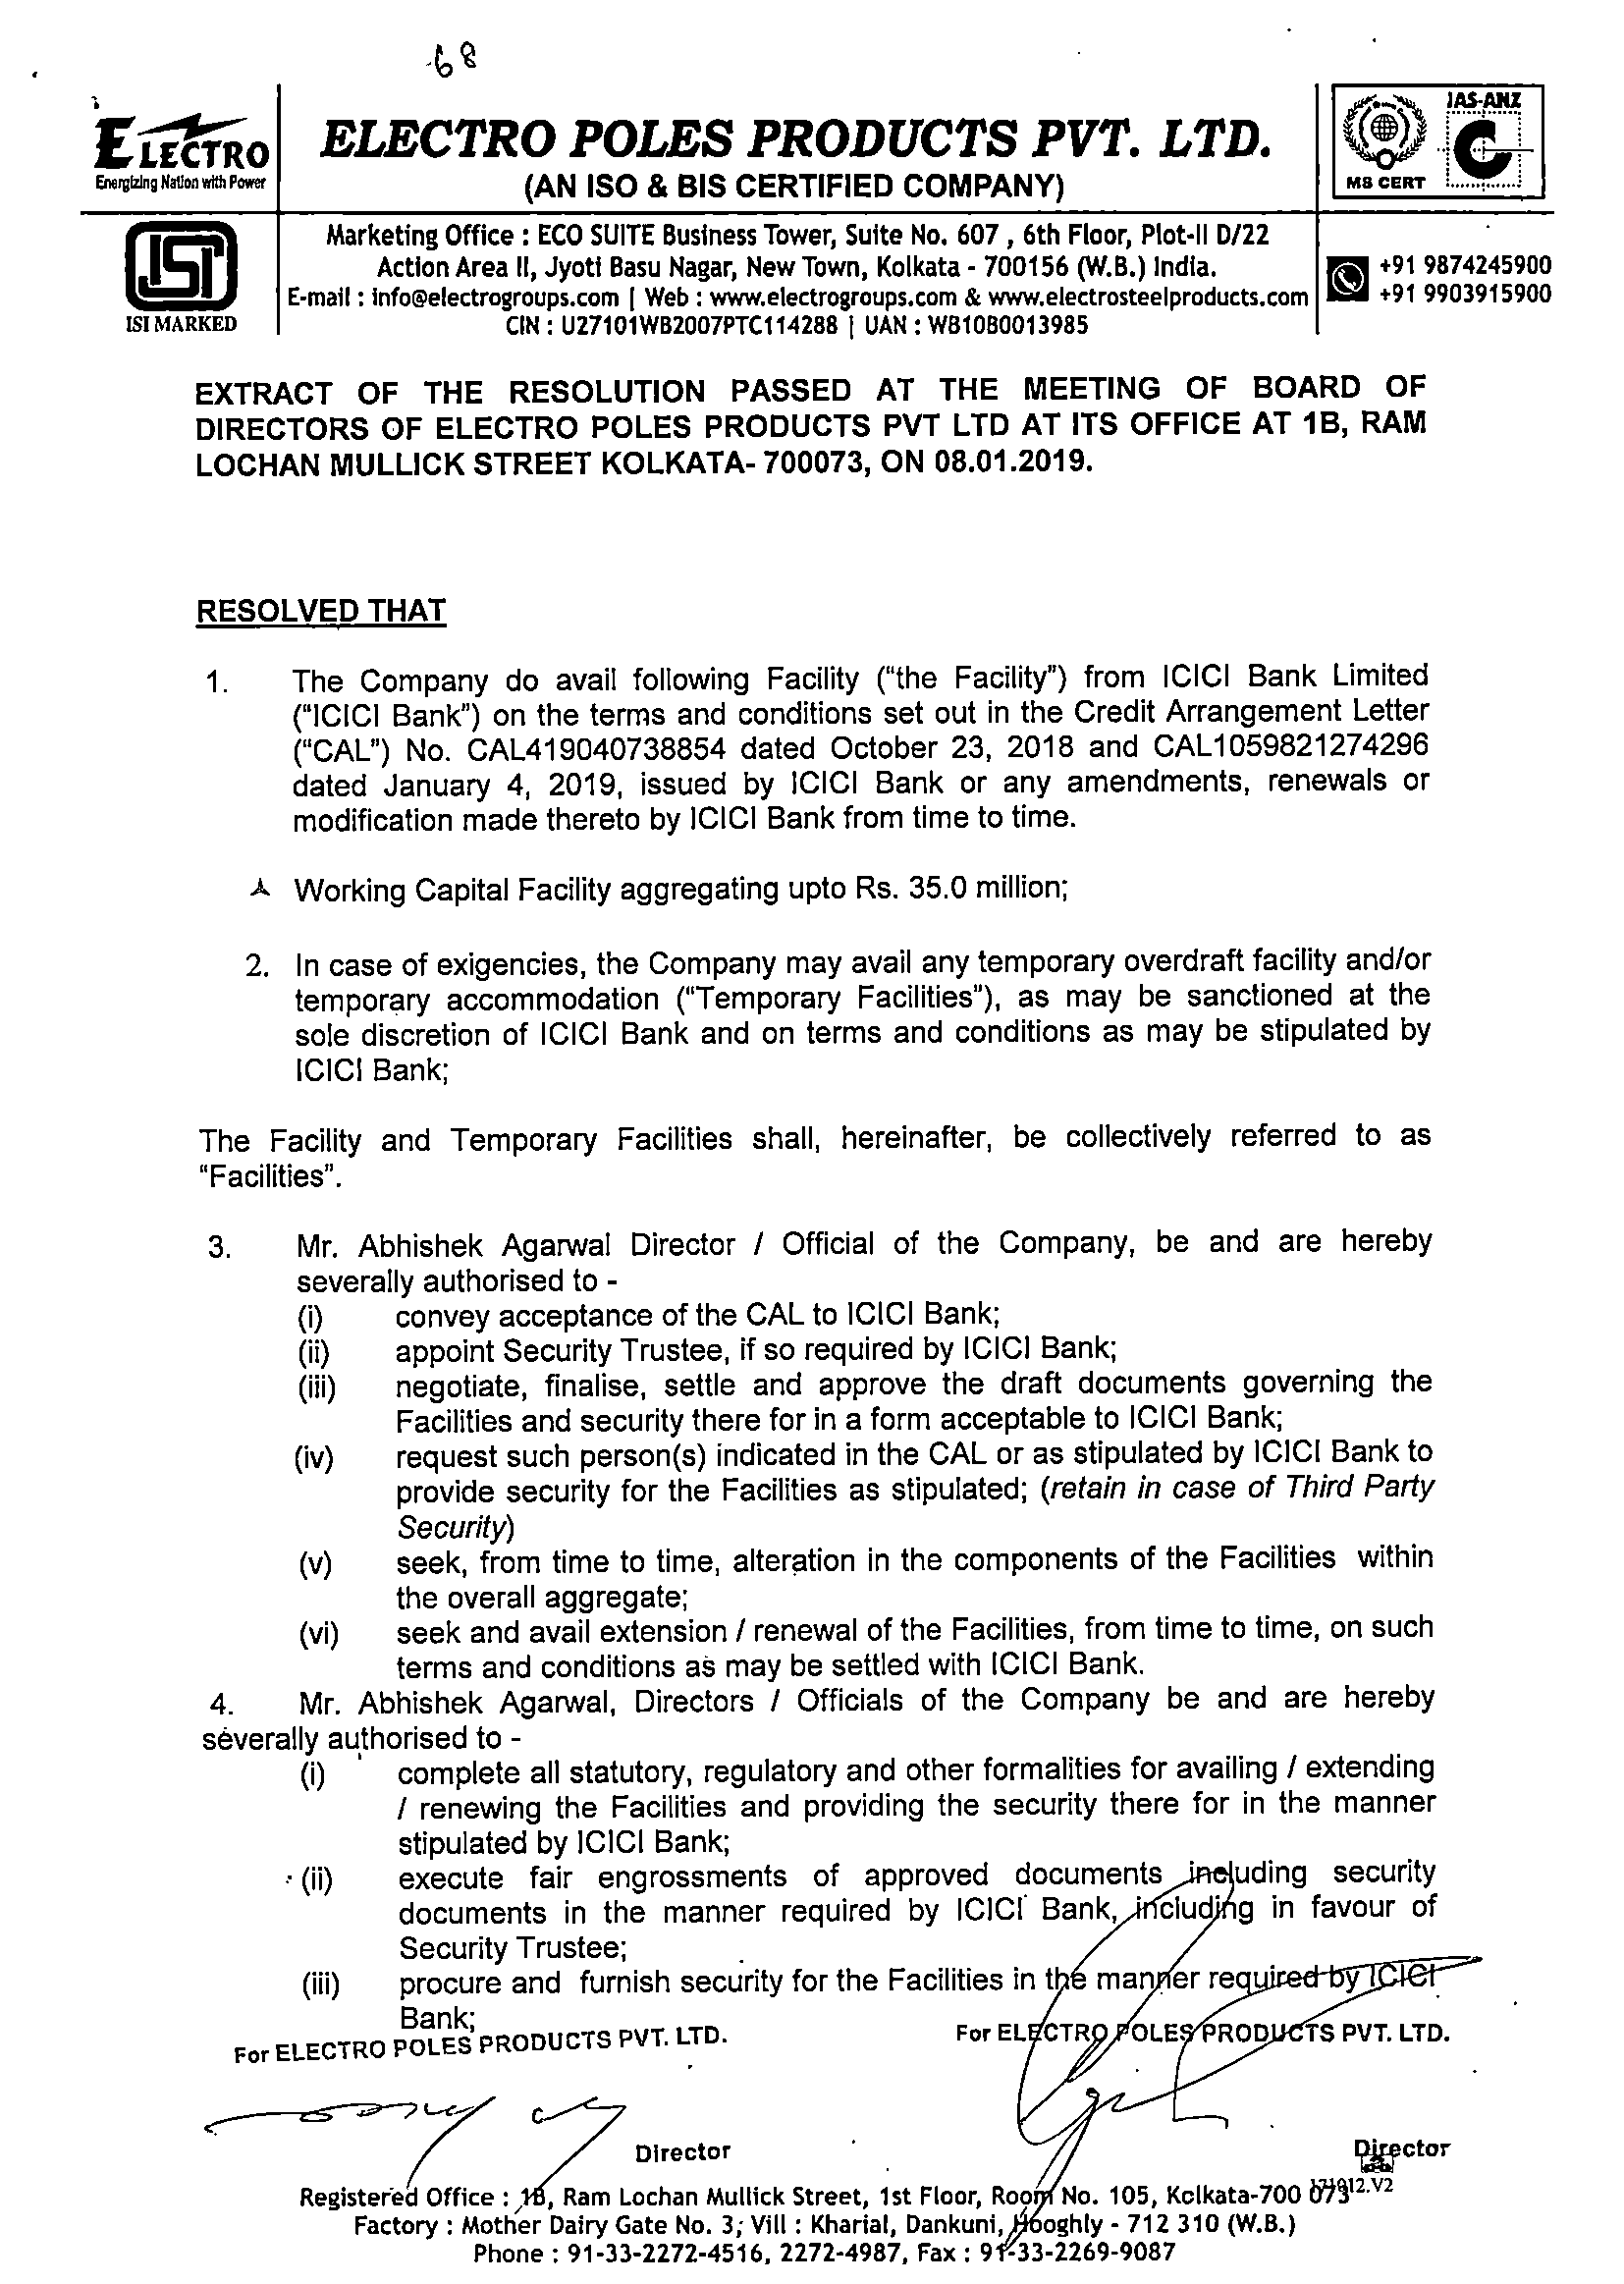 68
ELECTRO
Energizing Nation with Power
ELECTRO POLES PRODUCTS PVT. LTD.
(AN ISO & BIS CERTIFIED COMPANY)
MS CERT
JAS-ANZ
C
ISI
ISI MARKED
Marketing Office : ECO SUITE Business Tower, Suite No. 607 , 6th Floor, Plot-II D/22
Action Area II, Jyoti Basu Nagar, New Town, Kolkata - 700156 (W.B.) India.
E-mail : info@electrogroups.com | Web : www.electrogroups.com & www.electrosteelproducts.com
CIN : U27101WB2007PTC114288 | UAN : WB10B0013985
+91 9874245900
+91 9903915900
EXTRACT OF THE RESOLUTION PASSED AT THE MEETING OF BOARD OF
DIRECTORS OF ELECTRO POLES PRODUCTS PVT LTD AT ITS OFFICE AT 1B, RAM
LOCHAN MULLICK STREET KOLKATA- 700073, ON 08.01.2019.
RESOLVED THAT
1. The Company do avail following Facility ("the Facility") from ICICI Bank Limited
("ICICI Bank") on the terms and conditions set out in the Credit Arrangement Letter
("CAL") No. CAL419040738854 dated October 23, 2018 and CAL1059821274296
dated January 4, 2019, issued by ICICI Bank or any amendments, renewals or
modification made thereto by ICICI Bank from time to time.
Working Capital Facility aggregating upto Rs. 35.0 million;
2. In case of exigencies, the Company may avail any temporary overdraft facility and/or
temporary accommodation ("Temporary Facilities"), as may be sanctioned at the
sole discretion of ICICI Bank and on terms and conditions as may be stipulated by
ICICI Bank;
The Facility and Temporary Facilities shall, hereinafter, be collectively referred to as
"Facilities".
3. Mr. Abhishek Agarwal Director / Official of the Company, be and are hereby
severally authorised to -
(i) convey acceptance of the CAL to ICICI Bank;
(ii) appoint Security Trustee, if so required by ICICI Bank;
(iii) negotiate, finalise, settle and approve the draft documents governing the
Facilities and security there for in a form acceptable to ICICI Bank;
(iv) request such person(s) indicated in the CAL or as stipulated by ICICI Bank to
provide security for the Facilities as stipulated; (retain in case of Third Party
Security)
(v) seek, from time to time, alteration in the components of the Facilities within
the overall aggregate;
(vi) seek and avail extension / renewal of the Facilities, from time to time, on such
terms and conditions as may be settled with ICICI Bank.
4. Mr. Abhishek Agarwal, Directors / Officials of the Company be and are hereby
severally authorised to -
(i) complete all statutory, regulatory and other formalities for availing / extending
/ renewing the Facilities and providing the security there for in the manner
stipulated by ICICI Bank;
(ii) execute fair engrossments of approved documents including security
documents in the manner required by ICICI Bank, including in favour of
Security Trustee;
(iii) procure and furnish security for the Facilities in the manner required by ICICI
Bank;
For ELECTRO POLES PRODUCTS PVT. LTD.
For ELECTRO POLES PRODUCTS PVT. LTD.
Director
Director
171012.V2
Registered Office : 1B, Ram Lochan Mullick Street, 1st Floor, Room No. 105, Kolkata-700 073
Factory : Mother Dairy Gate No. 3; Vill : Kharial, Dankuni, Hooghly - 712 310 (W.B.)
Phone : 91-33-2272-4516, 2272-4987, Fax : 91-33-2269-9087